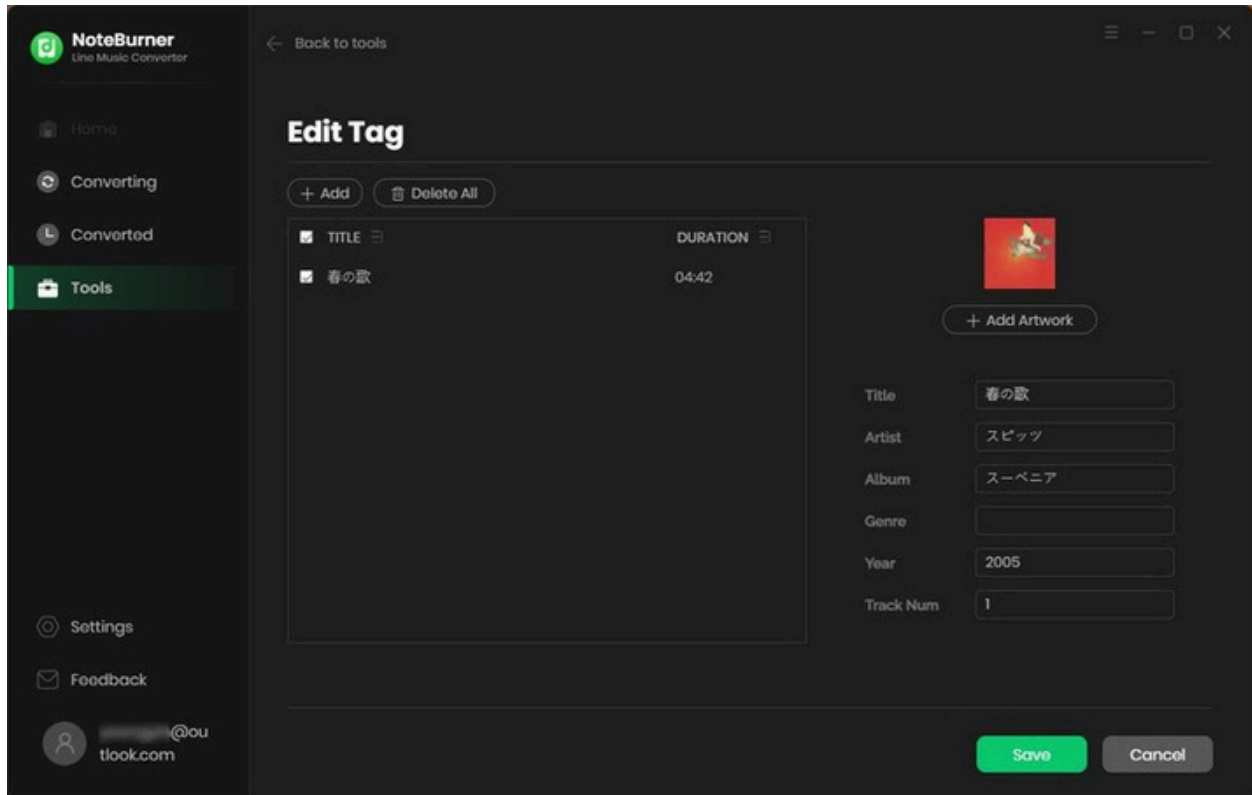 NoteBurner
Line Music Converter
Back to tools
Home
Edit Tag
Converting
+ Add
Delete All
Converted
TITLE
DURATION
春の歌
04:42
Tools
+ Add Artwork
Title
春の歌
Artist
スピッツ
Album
スーベニア
Genre
Year
2005
Track Num
1
Settings
Feedback
@ou
tlook.com
Save
Cancel